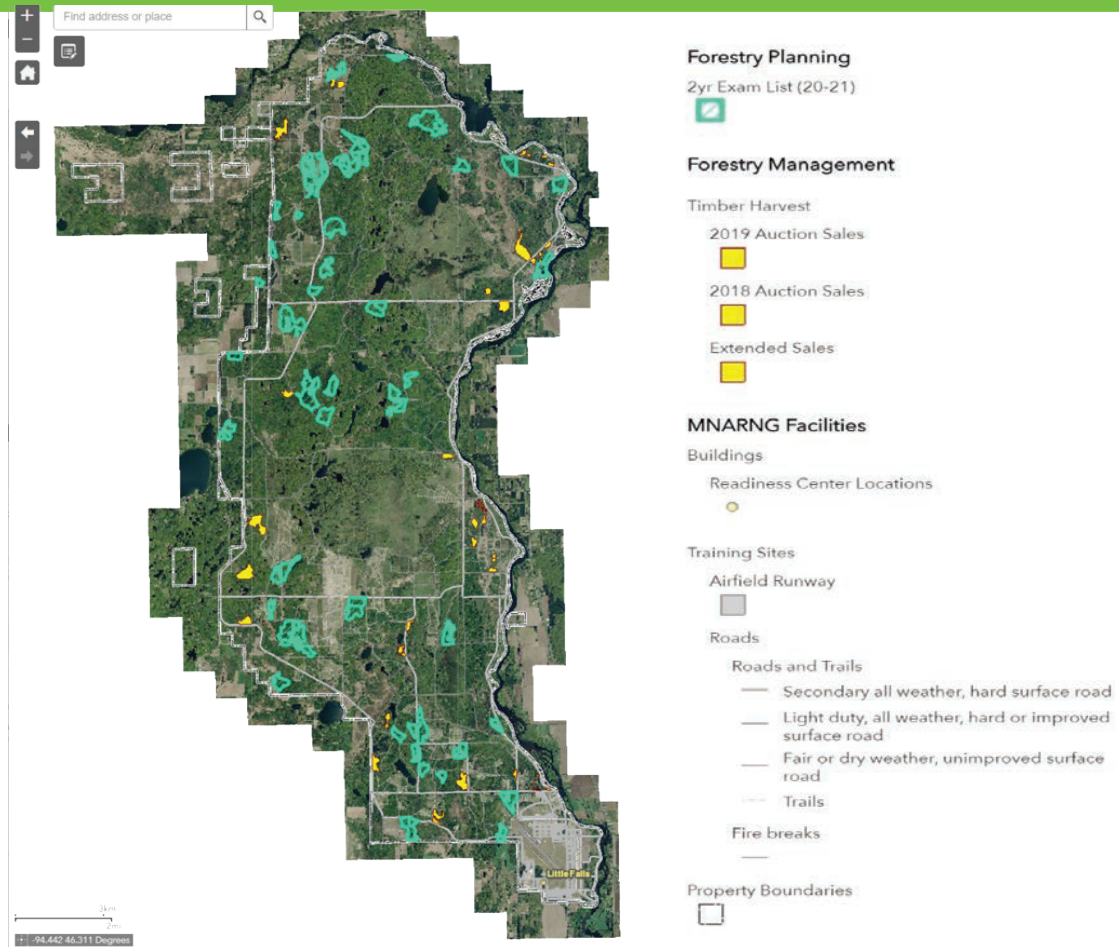 Find address or place
Forestry Planning
2yr Exam List (20-21)
Forestry Management
Timber Harvest
2019 Auction Sales
2018 Auction Sales
Extended Sales
MNARNG Facilities
Buildings
Readiness Center Locations
Training Sites
Airfield Runway
Roads
Roads and Trails
Secondary all weather, hard surface road
Light duty, all weather, hard or improved
surface road
Fair or dry weather, unimproved surface
road
Trails
Fire breaks
Property Boundaries
Little Falls
3km
2mi
-94.442 46.311 Degrees